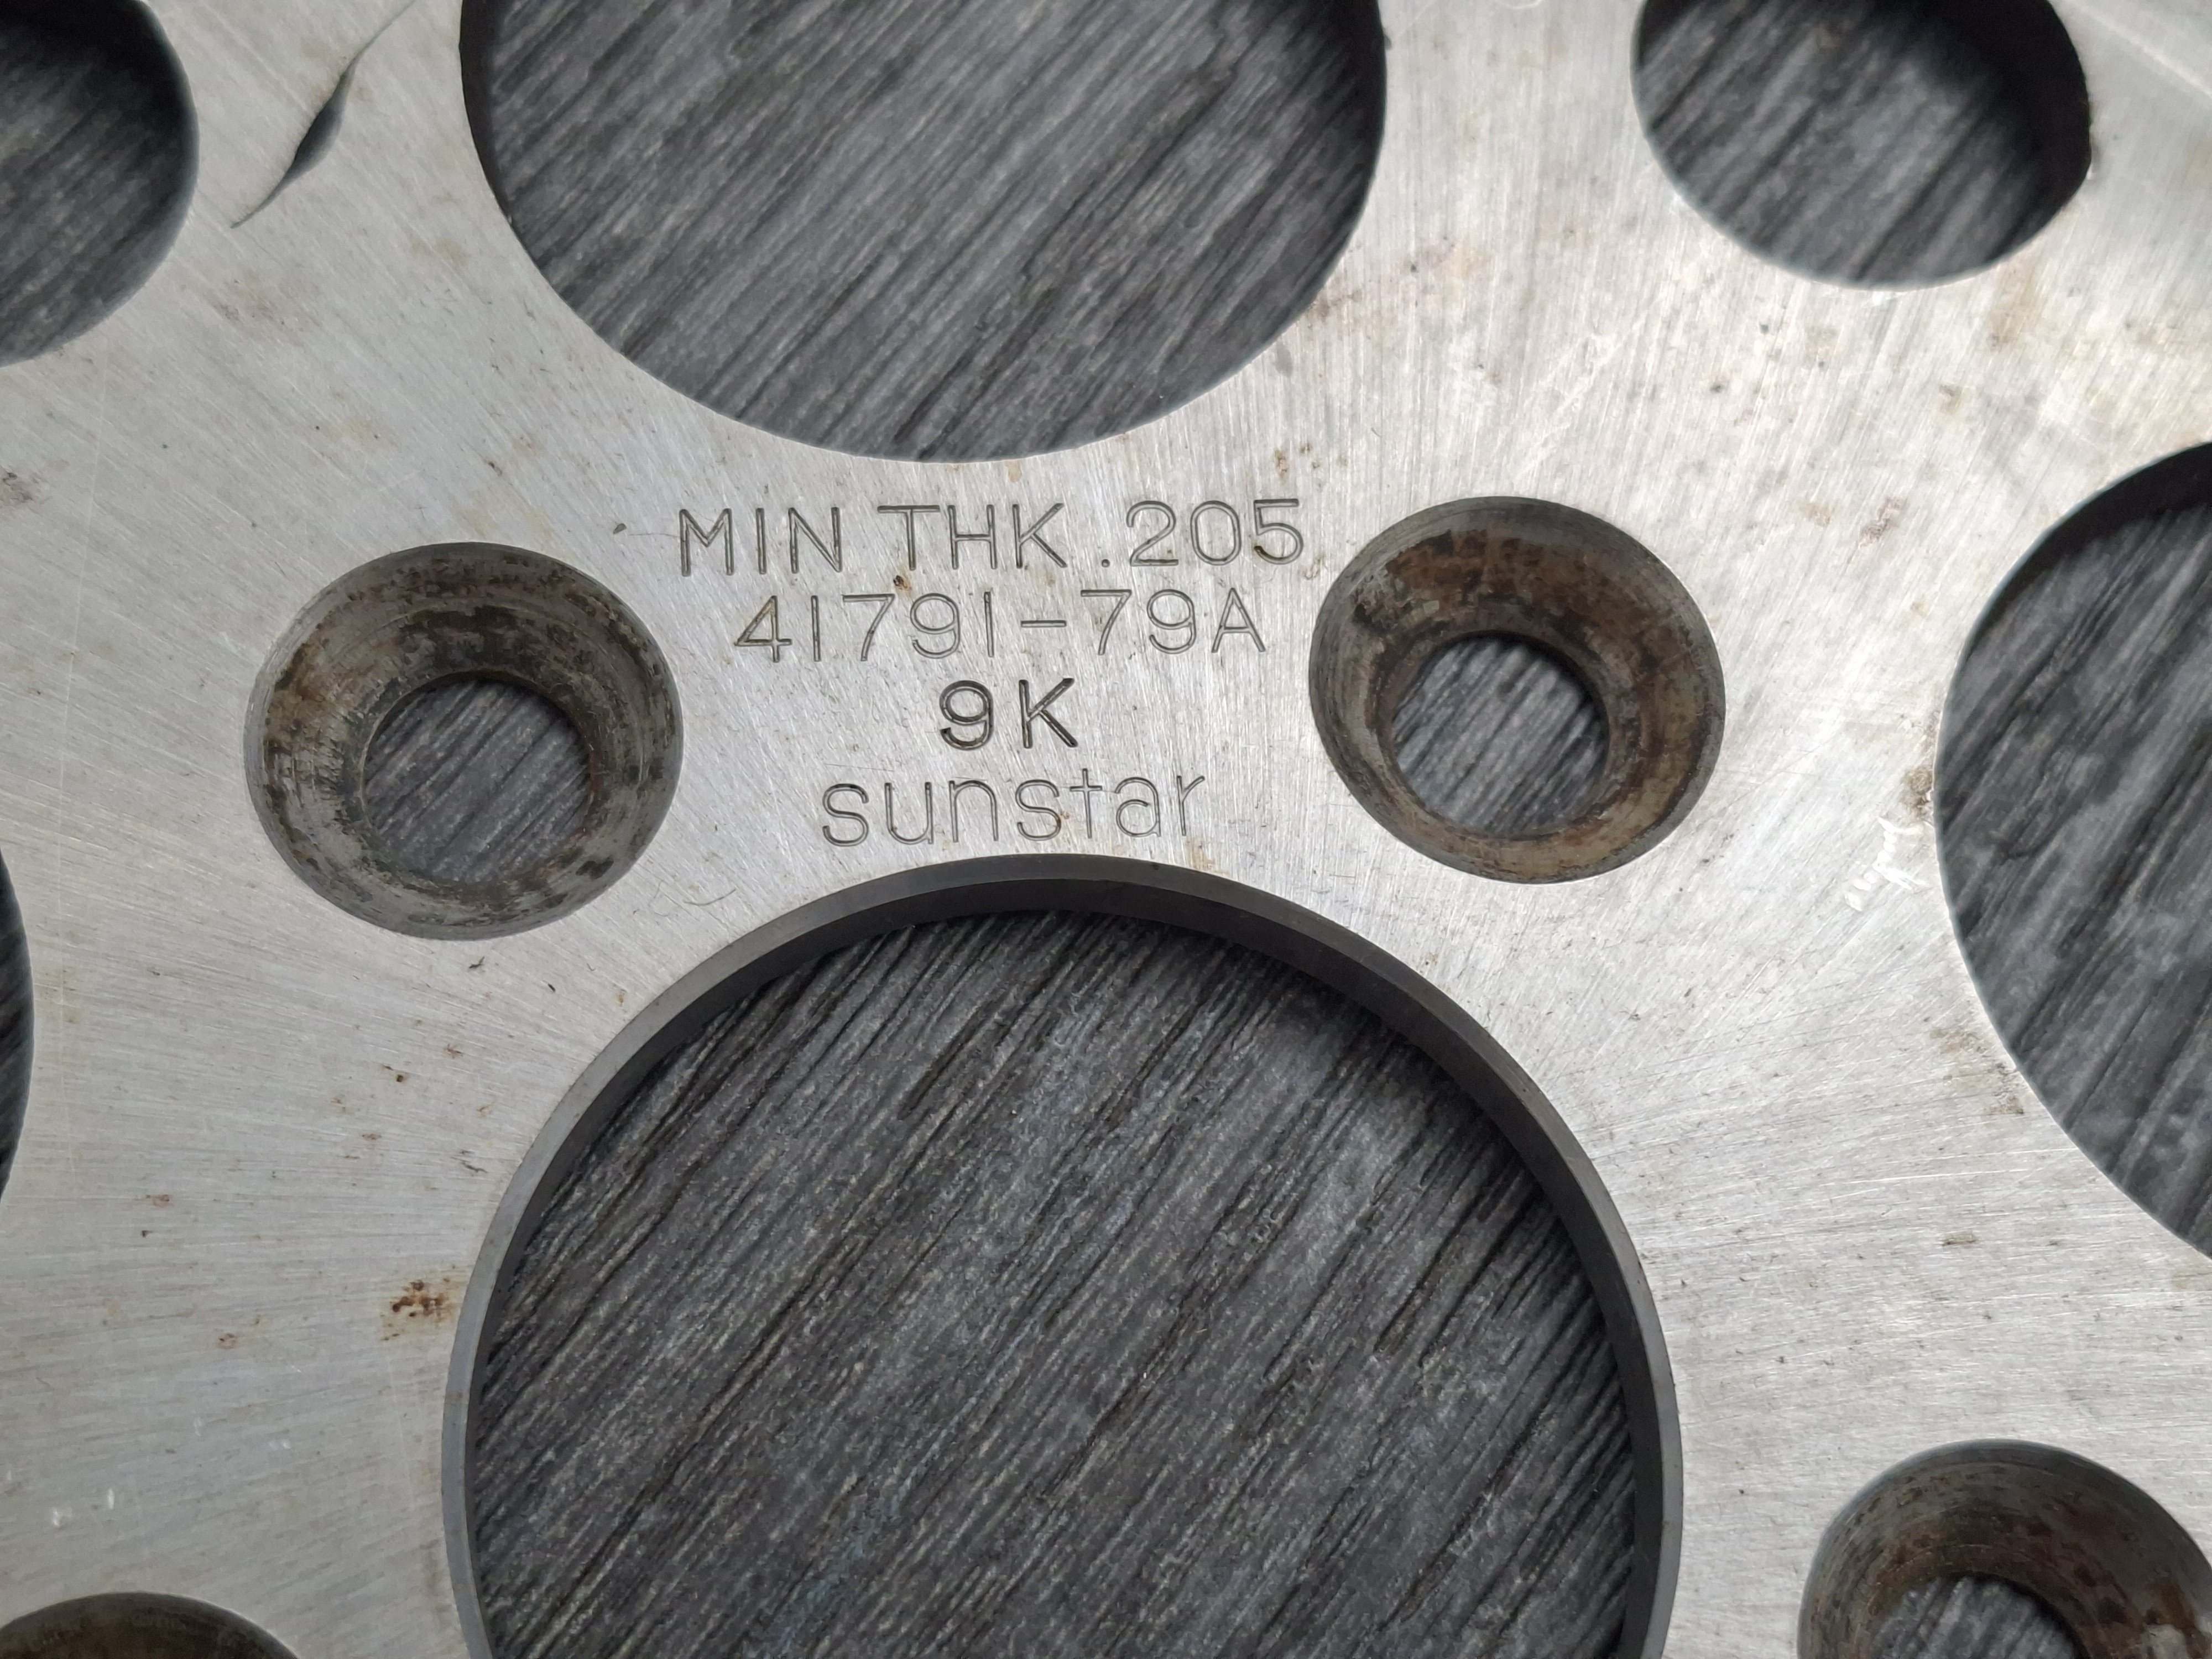 MIN THK .205
41791-79A
9K
sunstar